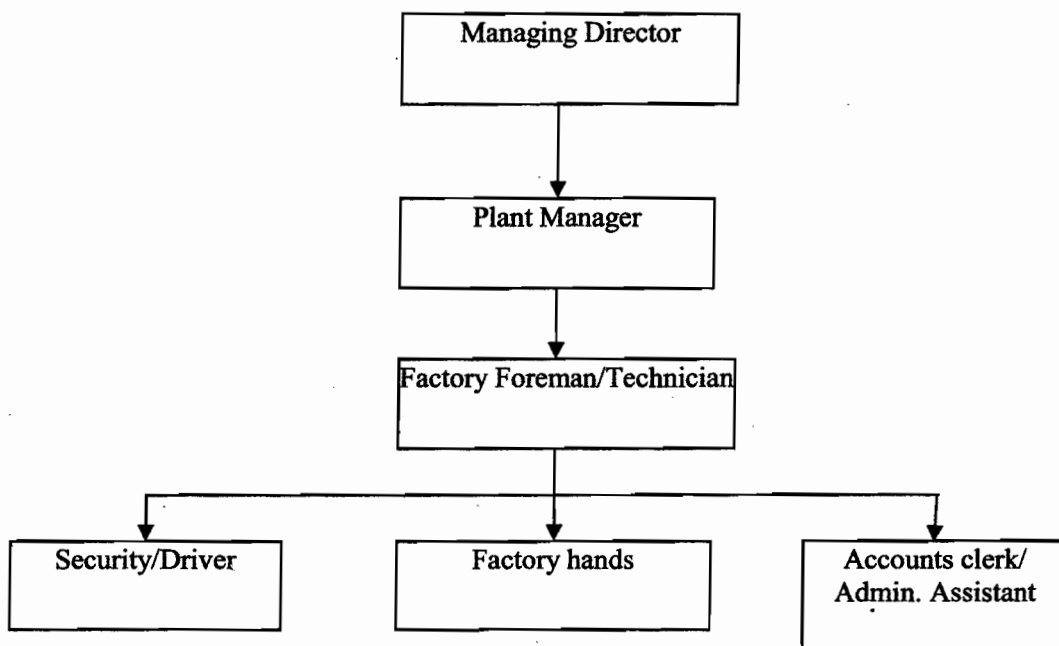 Managing Director
Plant Manager
Factory Foreman/Technician
Security/Driver
Factory hands
Accounts clerk/
Admin. Assistant